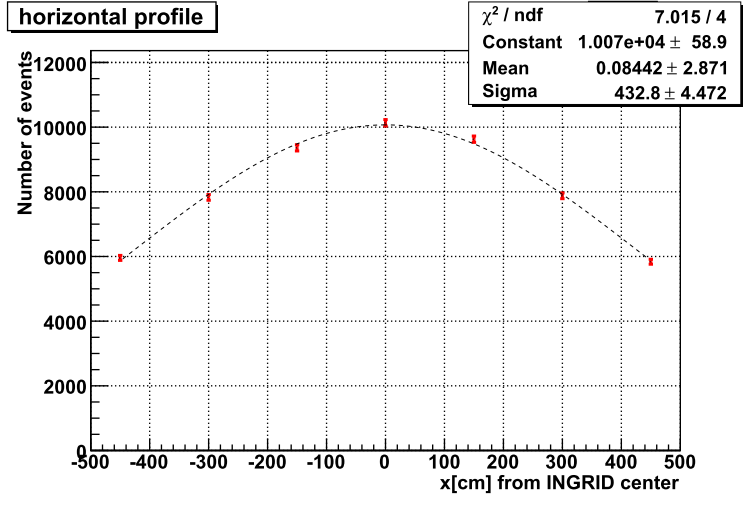 horizontal profile
χ² / ndf 7.015 / 4
Constant 1.007e+04 ± 58.9
Mean 0.08442 ± 2.871
Sigma 432.8 ± 4.472
Number of events
12000
10000
8000
6000
4000
2000
0
-500 -400 -300 -200 -100 0 100 200 300 400 500
x[cm] from INGRID center